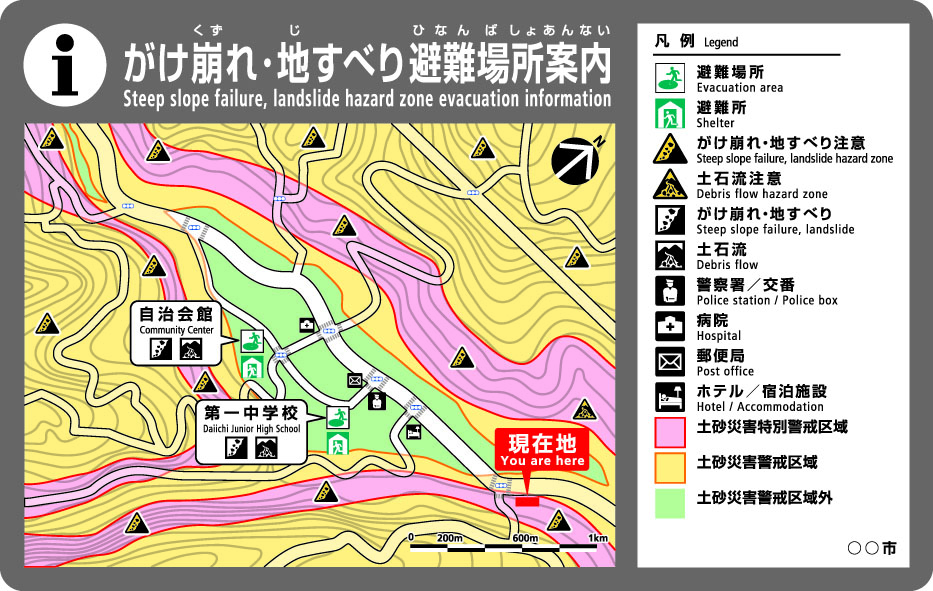 くず じ ひなんばしょあんない
がけ崩れ・地すべり避難場所案内
Steep slope failure, landslide hazard zone evacuation information
N
自治会館
Community Center
第一中学校
Daiichi Junior High School
現在地
You are here
0 200m 600m 1km
凡例 Legend
避難場所
Evacuation area
避難所
Shelter
がけ崩れ・地すべり注意
Steep slope failure, landslide hazard zone
土石流注意
Debris flow hazard zone
がけ崩れ・地すべり
Steep slope failure, landslide
土石流
Debris flow
警察署／交番
Police station / Police box
病院
Hospital
郵便局
Post office
ホテル／宿泊施設
Hotel / Accommodation
土砂災害特別警戒区域
土砂災害警戒区域
土砂災害警戒区域外
○○市